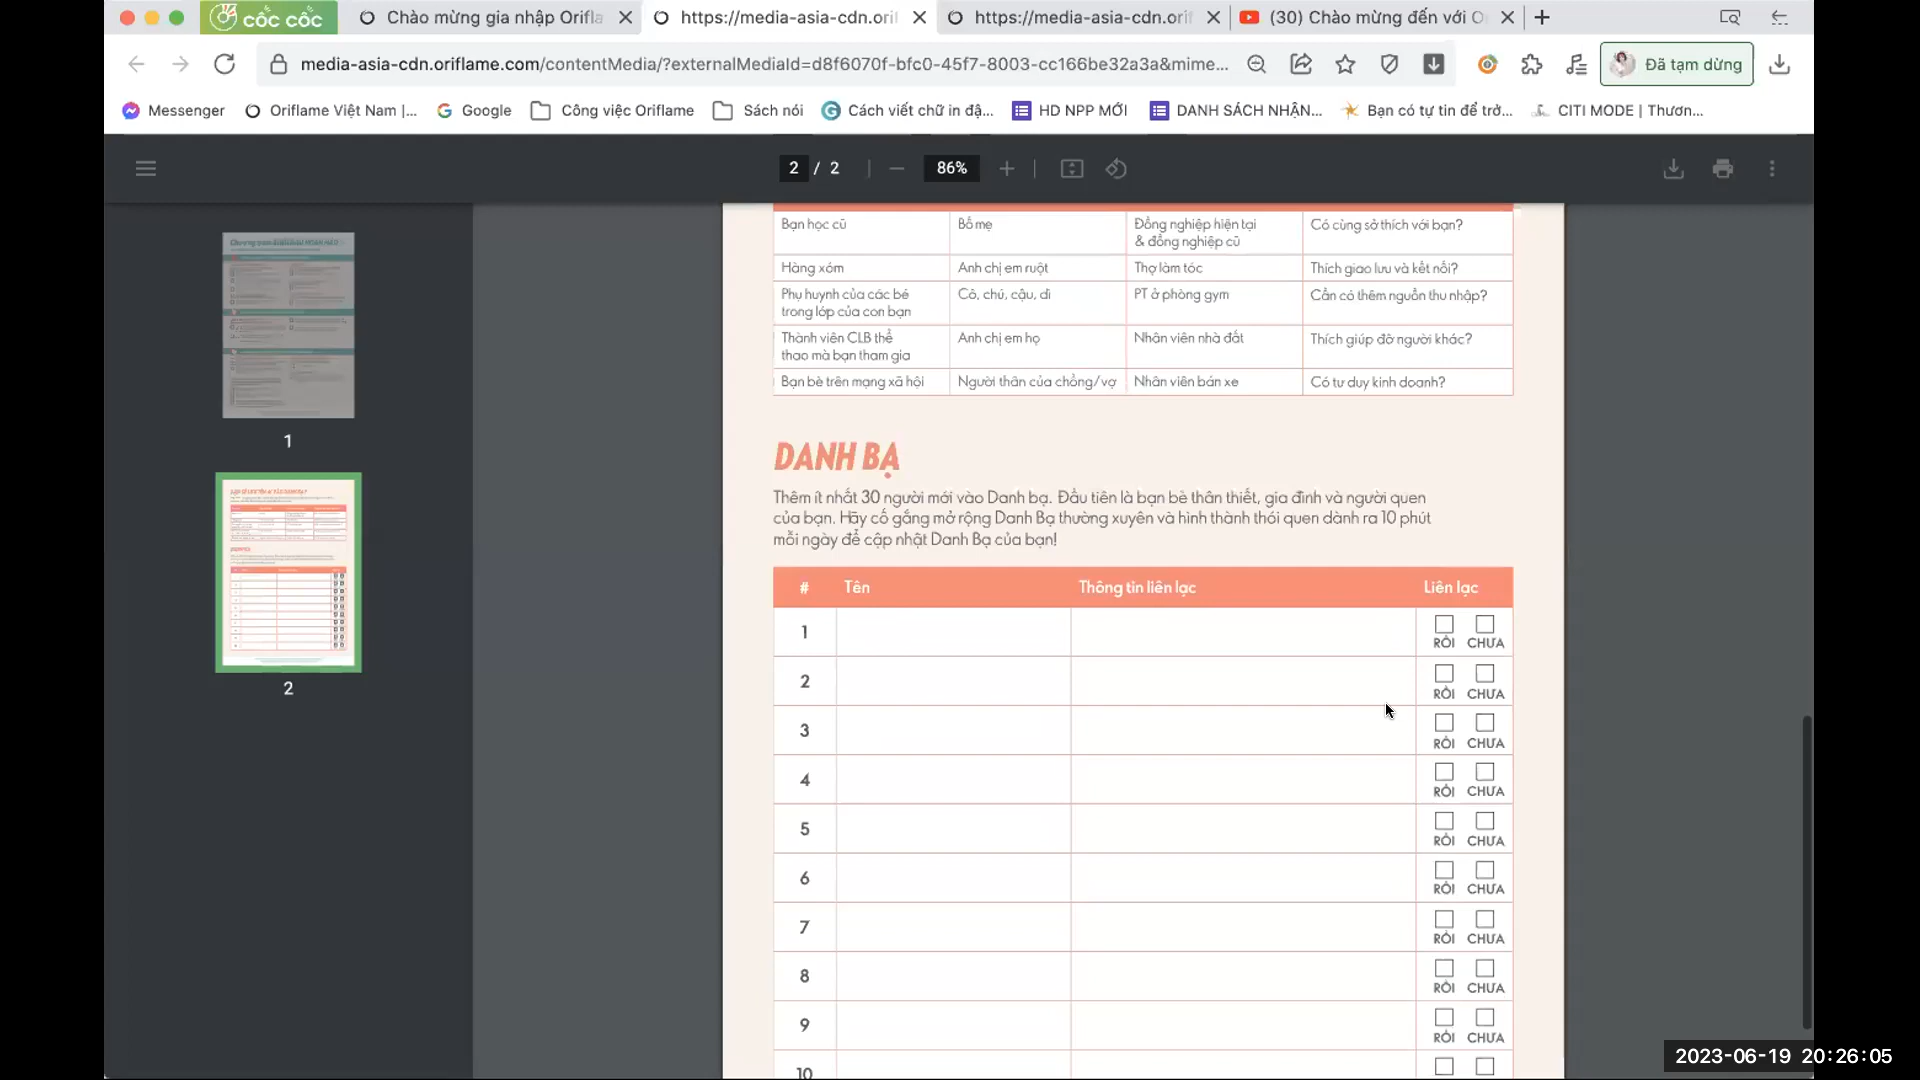 cốc cốc
Chào mừng gia nhập Orifla
https://media-asia-cdn.orif
https://media-asia-cdn.orif
(30) Chào mừng đến với O
media-asia-cdn.oriflame.com/contentMedia/?externalMediaId=d8f6070f-bfc0-45f7-8003-cc166be32a3a&mime...
Đã tạm dừng
Messenger
Oriflame Việt Nam |...
Google
Công việc Oriflame
Sách nói
Cách viết chữ in đậ...
HD NPP MỚI
DANH SÁCH NHẬN...
Bạn có tự tin để trở...
CITI MODE | Thươn...
2 / 2
86%
1
2
Bạn học cũ
Bố mẹ
Đồng nghiệp hiện tại
& đồng nghiệp cũ
Có cùng sở thích với bạn?
Hàng xóm
Anh chị em ruột
Thợ làm tóc
Thích giao lưu và kết nối?
Phụ huynh của các bé
trong lớp của con bạn
Cô, chú, cậu, dì
PT ở phòng gym
Cần có thêm nguồn thu nhập?
Thành viên CLB thể
thao mà bạn tham gia
Anh chị em họ
Nhân viên nhà đất
Thích giúp đỡ người khác?
Bạn bè trên mạng xã hội
Người thân của chồng/vợ
Nhân viên bán xe
Có tư duy kinh doanh?
DANH BẠ
Thêm ít nhất 30 người mới vào Danh bạ. Đầu tiên là bạn bè thân thiết, gia đình và người quen
của bạn. Hãy cố gắng mở rộng Danh Bạ thường xuyên và hình thành thói quen dành ra 10 phút
mỗi ngày để cập nhật Danh Bạ của bạn!
# Tên Thông tin liên lạc Liên lạc
1 RỒI CHƯA
2 RỒI CHƯA
3 RỒI CHƯA
4 RỒI CHƯA
5 RỒI CHƯA
6 RỒI CHƯA
7 RỒI CHƯA
8 RỒI CHƯA
9 RỒI CHƯA
10
2023-06-19 20:26:05